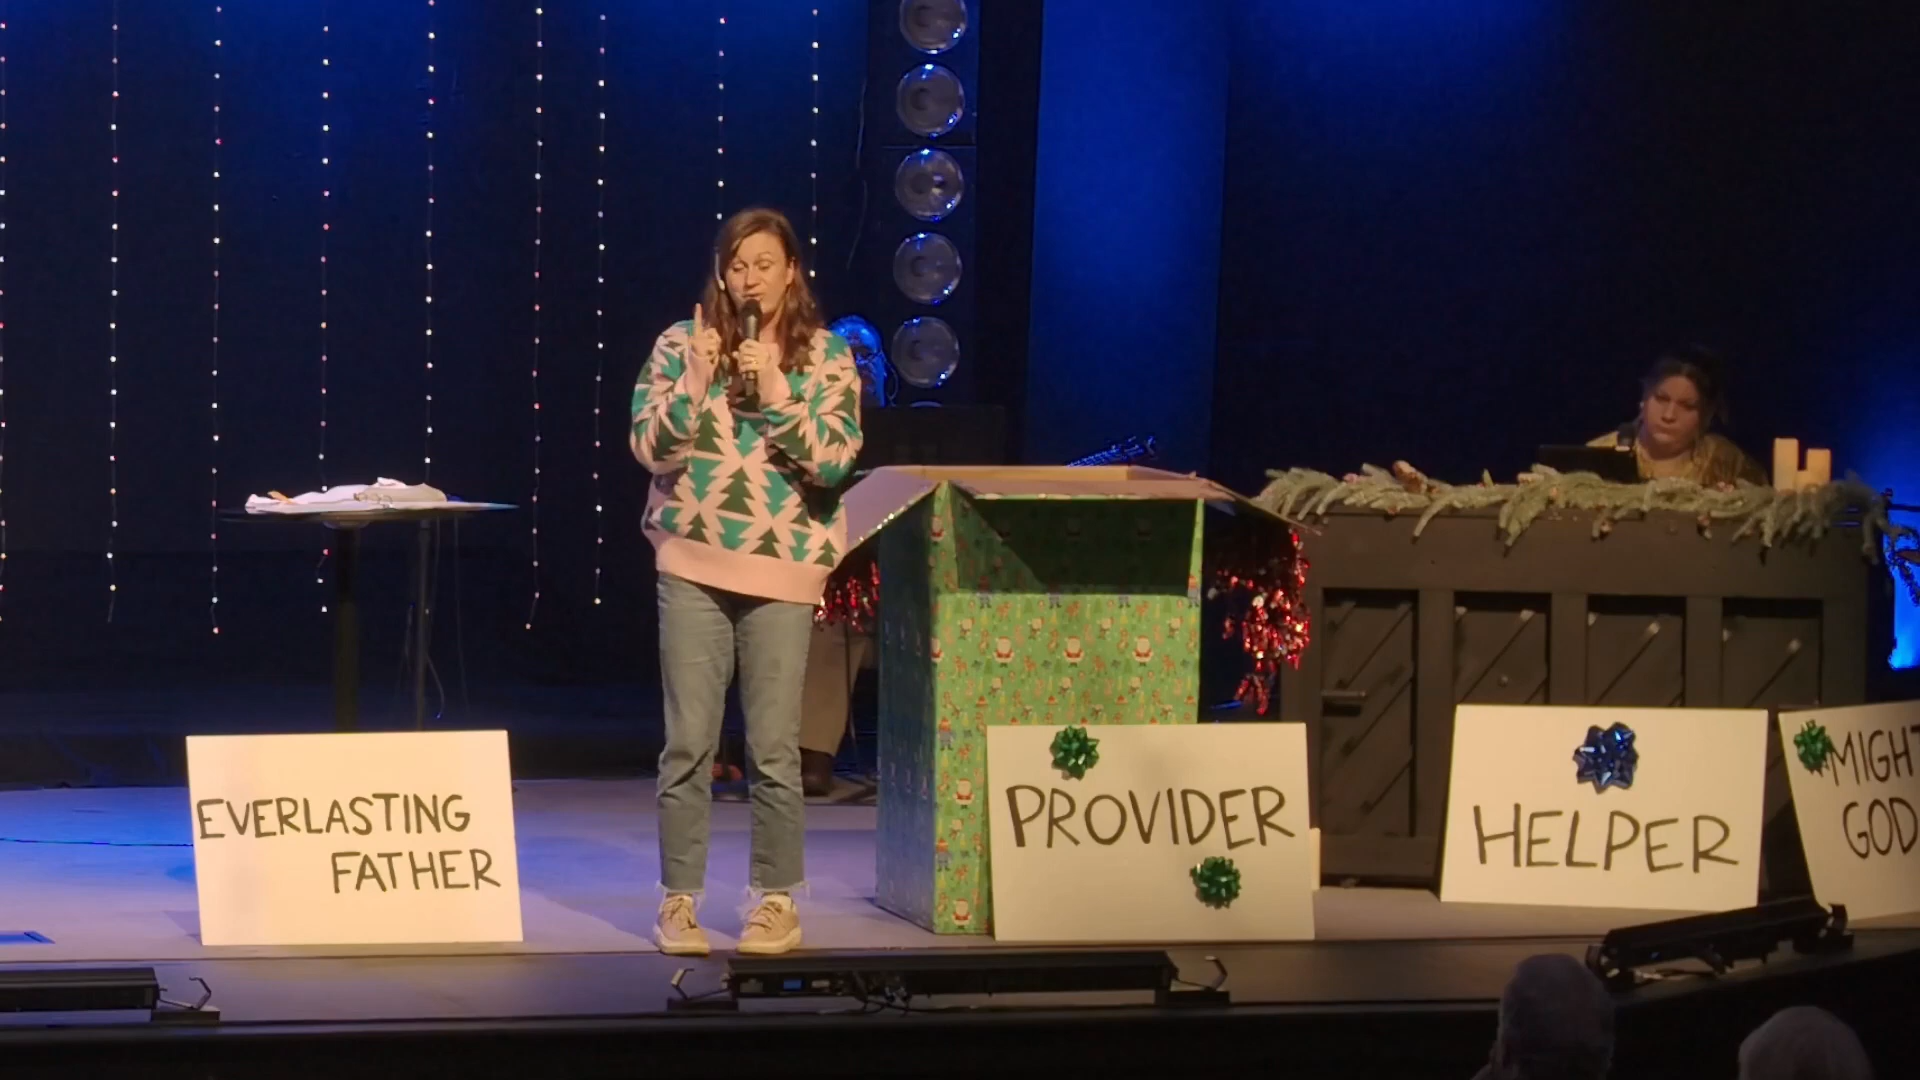 EVERLASTING
FATHER
PROVIDER
HELPER
MIGHT
GOD